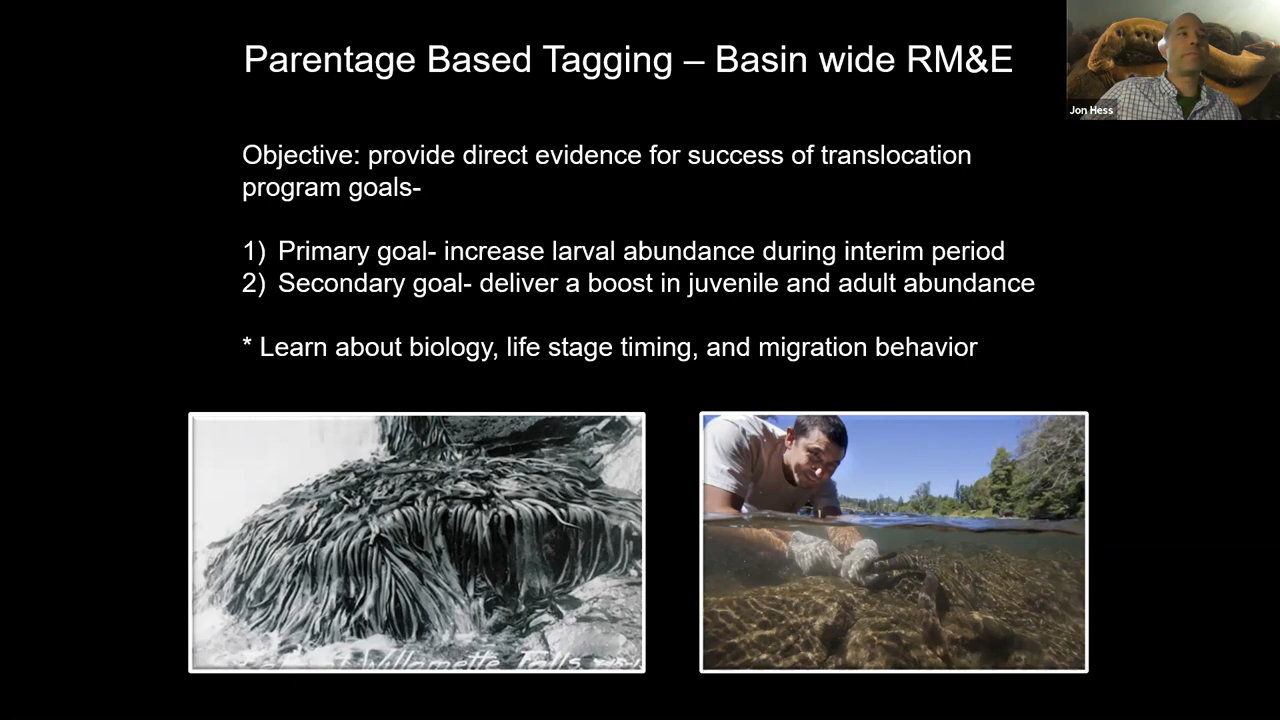 Parentage Based Tagging – Basin wide RM&E
Jon Hess
Objective: provide direct evidence for success of translocation
program goals-
1) Primary goal- increase larval abundance during interim period
2) Secondary goal- deliver a boost in juvenile and adult abundance
* Learn about biology, life stage timing, and migration behavior
Willamette Falls